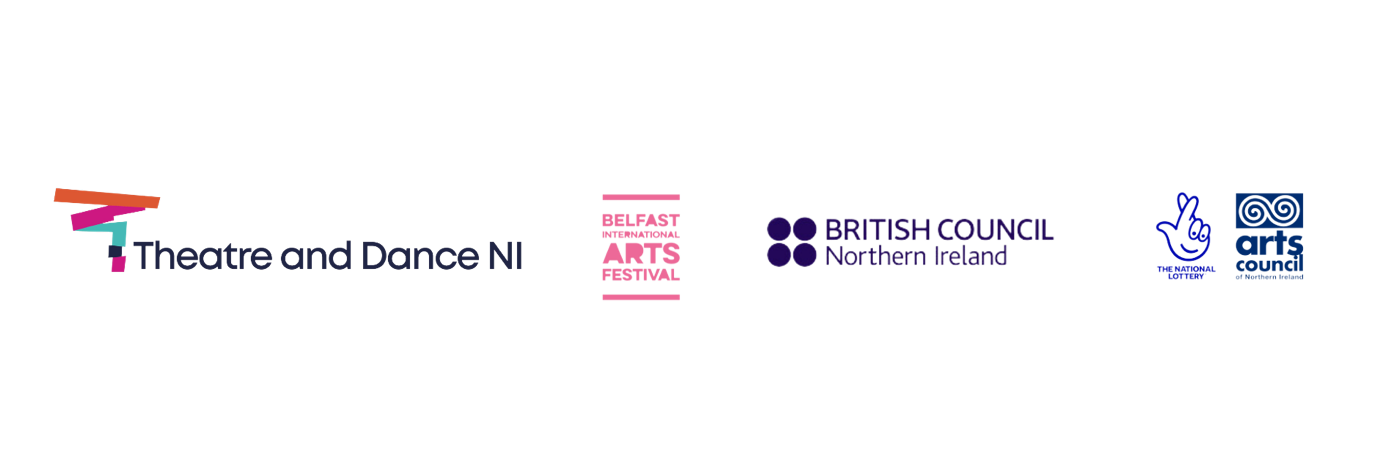 Theatre and Dance NI
BELFAST
INTERNATIONAL
ARTS
FESTIVAL
BRITISH COUNCIL
Northern Ireland
THE NATIONAL
LOTTERY
arts
council
of Northern Ireland